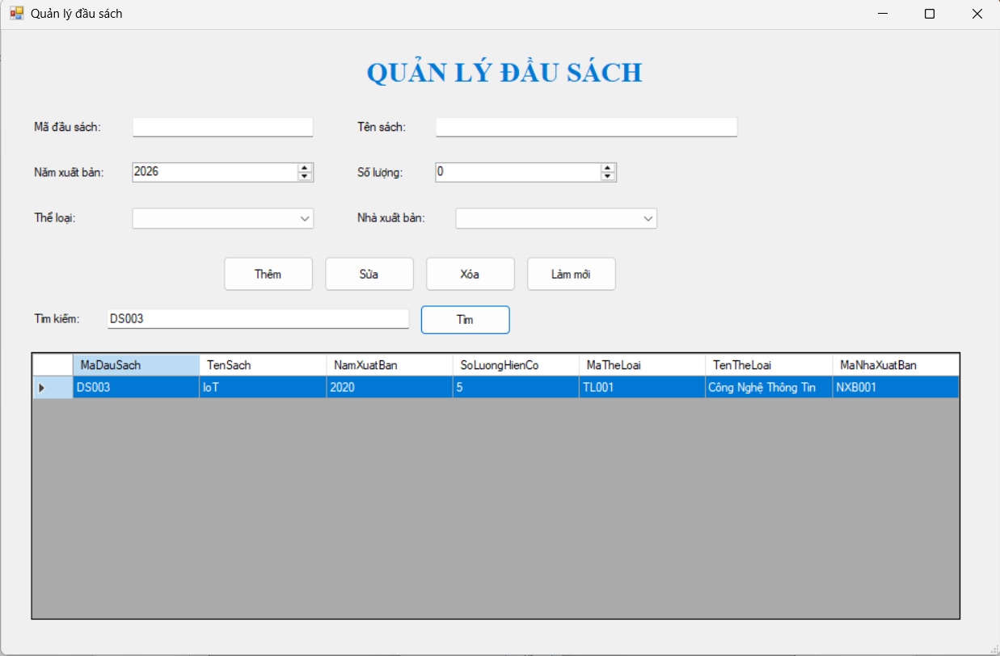 Quản lý đầu sách
QUẢN LÝ ĐẦU SÁCH
Mã đầu sách: Tên sách:
Năm xuất bản: 2026 Số lượng: 0
Thể loại: Nhà xuất bản:
Thêm Sửa Xóa Làm mới
Tìm kiếm: DS003 Tìm
MaDauSach TenSach NamXuatBan SoLuongHienCo MaTheLoai TenTheLoai MaNhaXuatBan
DS003 IoT 2020 5 TL001 Công Nghệ Thông Tin NXB001